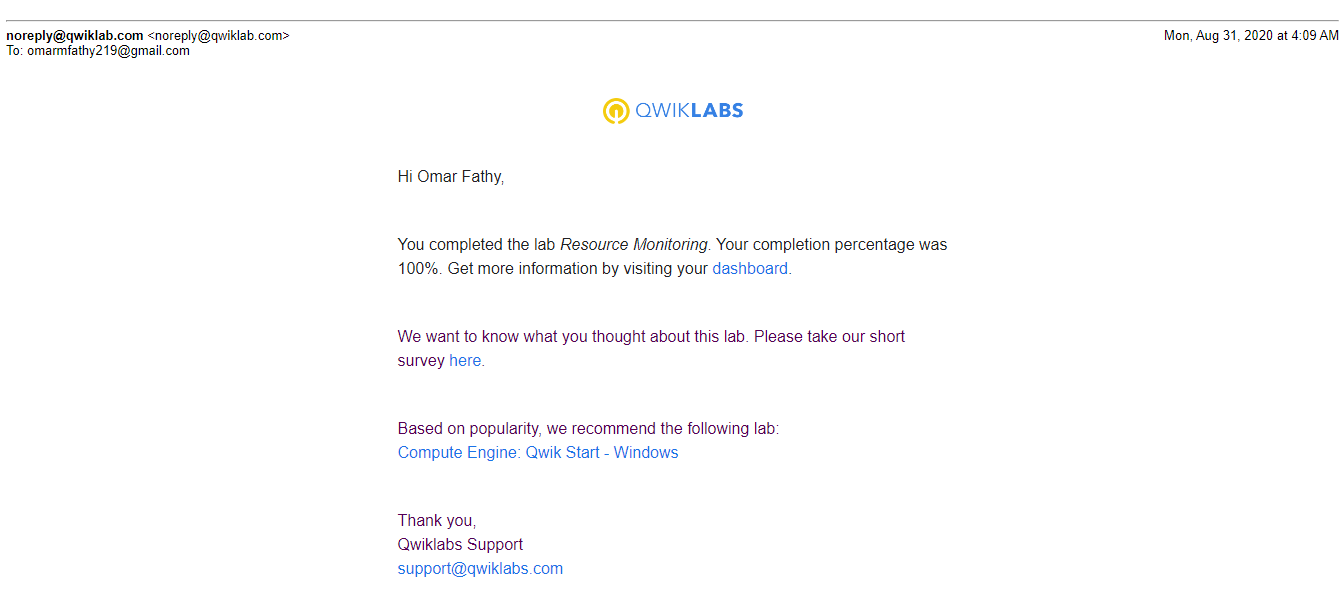 noreply@qwiklab.com <noreply@qwiklab.com> Mon, Aug 31, 2020 at 4:09 AM
To: omarmfathy219@gmail.com
QWIKLABS
Hi Omar Fathy,
You completed the lab Resource Monitoring. Your completion percentage was
100%. Get more information by visiting your dashboard.
We want to know what you thought about this lab. Please take our short
survey here.
Based on popularity, we recommend the following lab:
Compute Engine: Qwik Start - Windows
Thank you,
Qwiklabs Support
support@qwiklabs.com